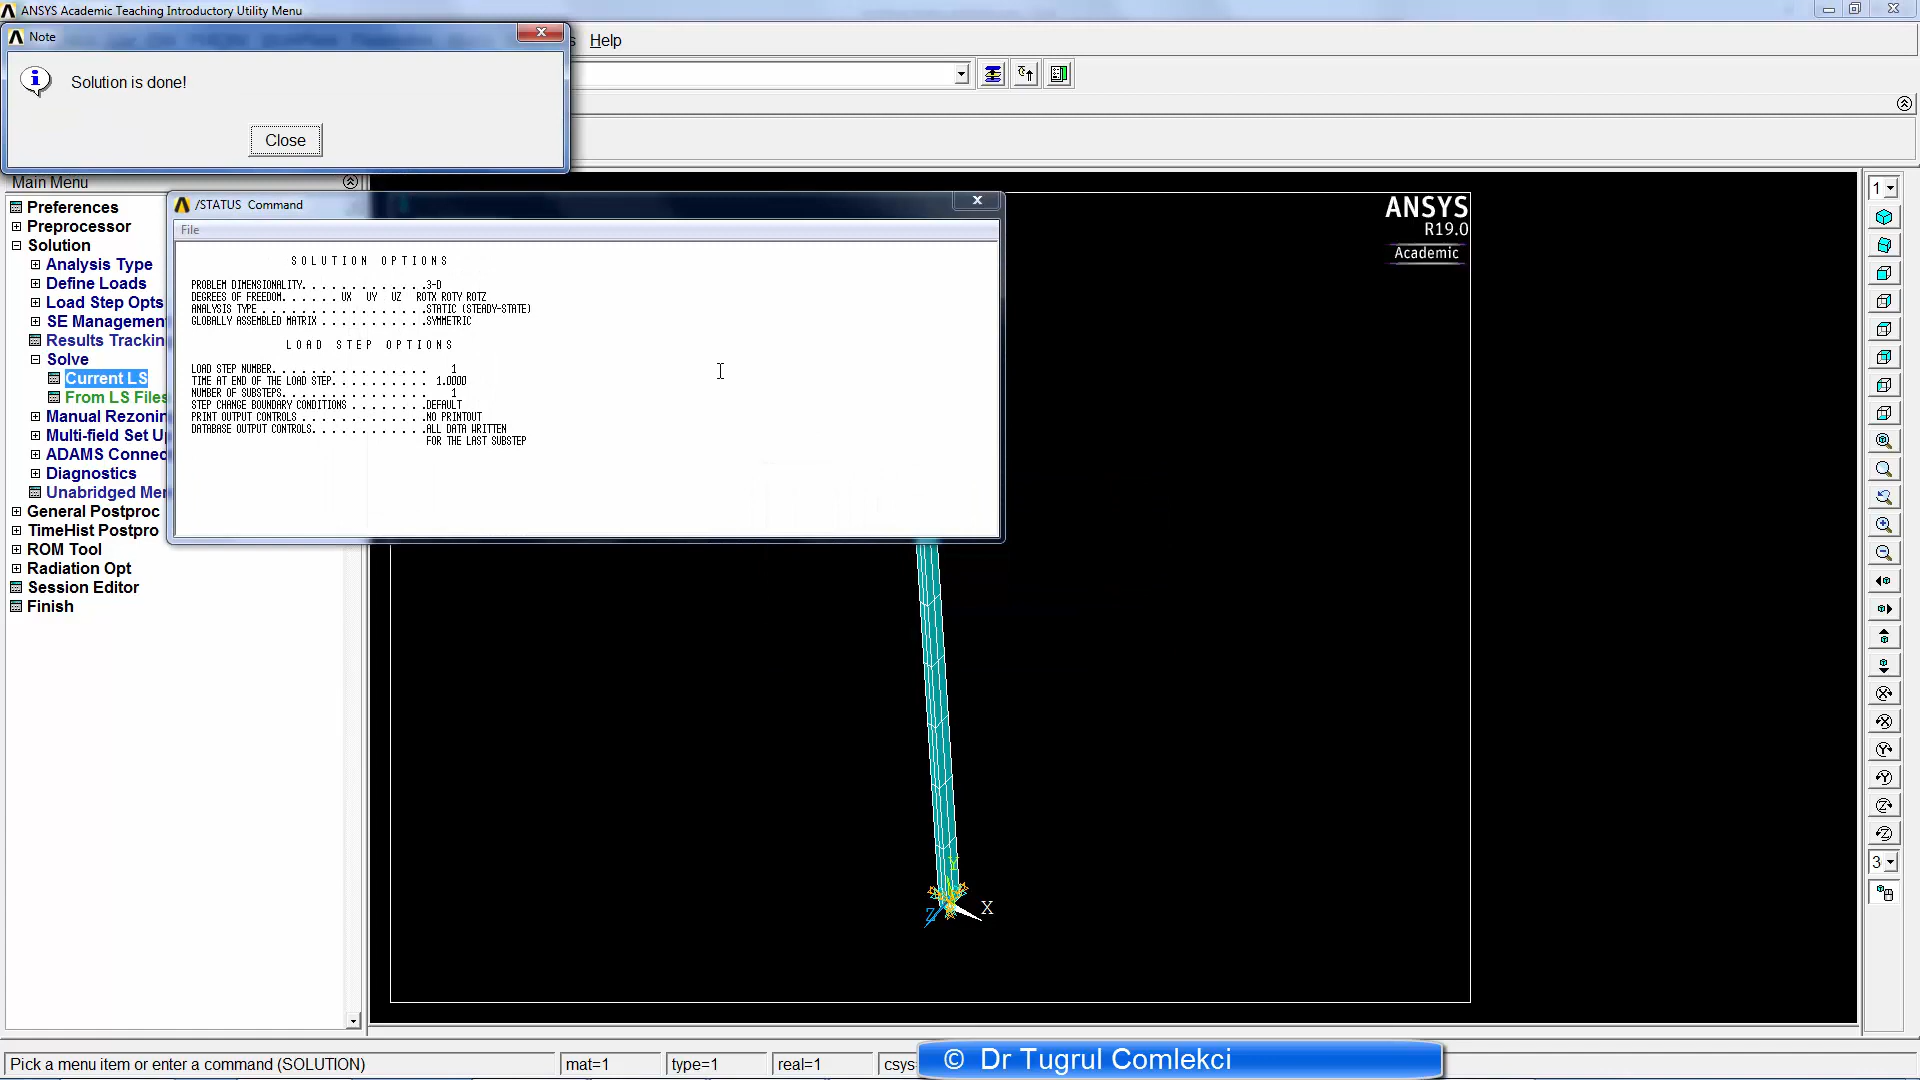 ANSYS Academic Teaching Introductory Utility Menu
Note
Help
Solution is done!
Close
Main Menu
Preferences
Preprocessor
Solution
Analysis Type
Define Loads
Load Step Opts
SE Managemen
Results Trackin
Solve
Current LS
From LS Files
Manual Rezonin
Multi-field Set U
ADAMS Connec
Diagnostics
Unabridged Me
General Postproc
TimeHist Postpro
ROM Tool
Radiation Opt
Session Editor
Finish
/STATUS Command
File
SOLUTION OPTIONS
PROBLEM DIMENSIONALITY. . . . . . . . . . . . .3-D
DEGREES OF FREEDOM. . . . . . UX UY UZ ROTX ROTY ROTZ
ANALYSIS TYPE . . . . . . . . . . . . . . . . .STATIC (STEADY-STATE)
GLOBALLY ASSEMBLED MATRIX . . . . . . . . . . .SYMMETRIC
LOAD STEP OPTIONS
LOAD STEP NUMBER. . . . . . . . . . . . . . . . 1
TIME AT END OF THE LOAD STEP. . . . . . . . . . 1.0000
NUMBER OF SUBSTEPS. . . . . . . . . . . . . . . 1
STEP CHANGE BOUNDARY CONDITIONS . . . . . . . .DEFAULT
PRINT OUTPUT CONTROLS . . . . . . . . . . . . .NO PRINTOUT
DATABASE OUTPUT CONTROLS. . . . . . . . . . . .ALL DATA WRITTEN
FOR THE LAST SUBSTEP
ANSYS
R19.0
Academic
1
3
Y
Z
X
Pick a menu item or enter a command (SOLUTION)
mat=1
type=1
real=1
csys=
© Dr Tugrul Comlekci